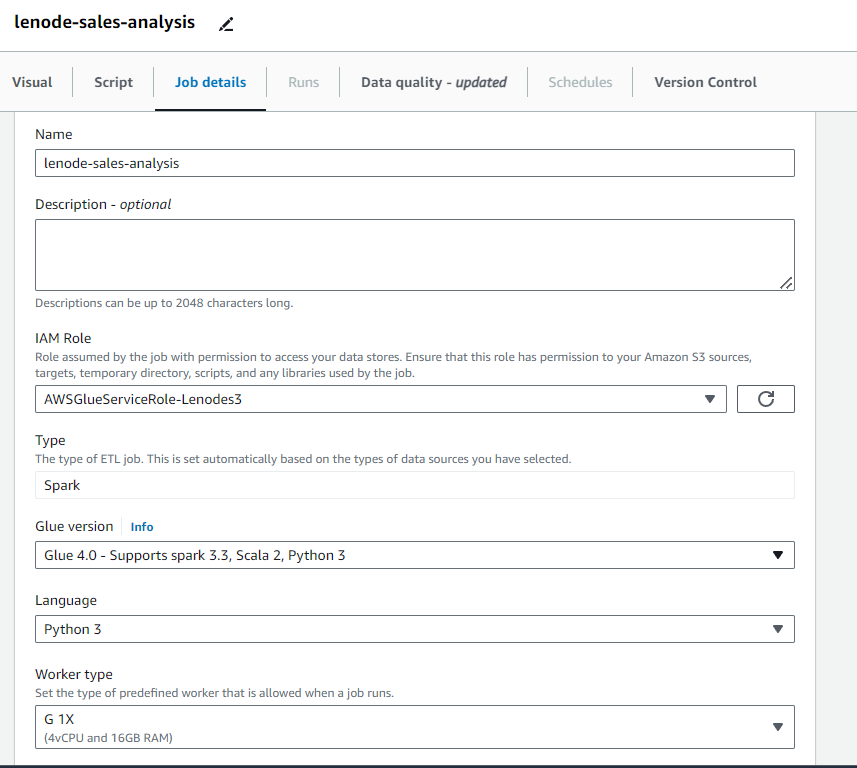 lenode-sales-analysis
Visual
Script
Job details
Runs
Data quality - updated
Schedules
Version Control
Name
lenode-sales-analysis
Description - optional
Descriptions can be up to 2048 characters long.
IAM Role
Role assumed by the job with permission to access your data stores. Ensure that this role has permission to your Amazon S3 sources,
targets, temporary directory, scripts, and any libraries used by the job.
AWSGlueServiceRole-Lenodes3
Type
The type of ETL job. This is set automatically based on the types of data sources you have selected.
Spark
Glue version Info
Glue 4.0 - Supports spark 3.3, Scala 2, Python 3
Language
Python 3
Worker type
Set the type of predefined worker that is allowed when a job runs.
G 1X
(4vCPU and 16GB RAM)